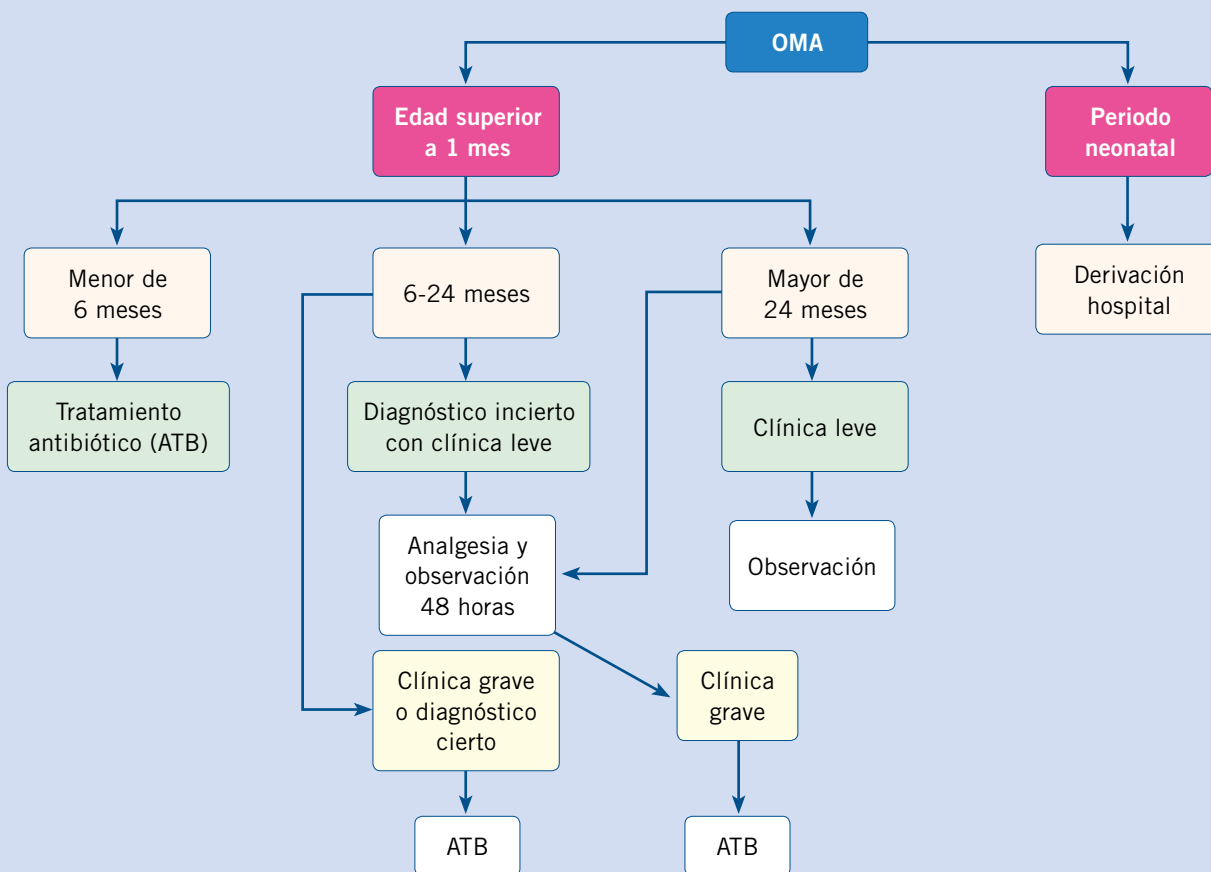 OMA
Edad superior
a 1 mes
Periodo
neonatal
Menor de
6 meses
6-24 meses
Mayor de
24 meses
Derivación
hospital
Tratamiento
antibiótico (ATB)
Diagnóstico incierto
con clínica leve
Clínica leve
Analgesia y
observación
48 horas
Observación
Clínica grave
o diagnóstico
cierto
Clínica
grave
ATB
ATB